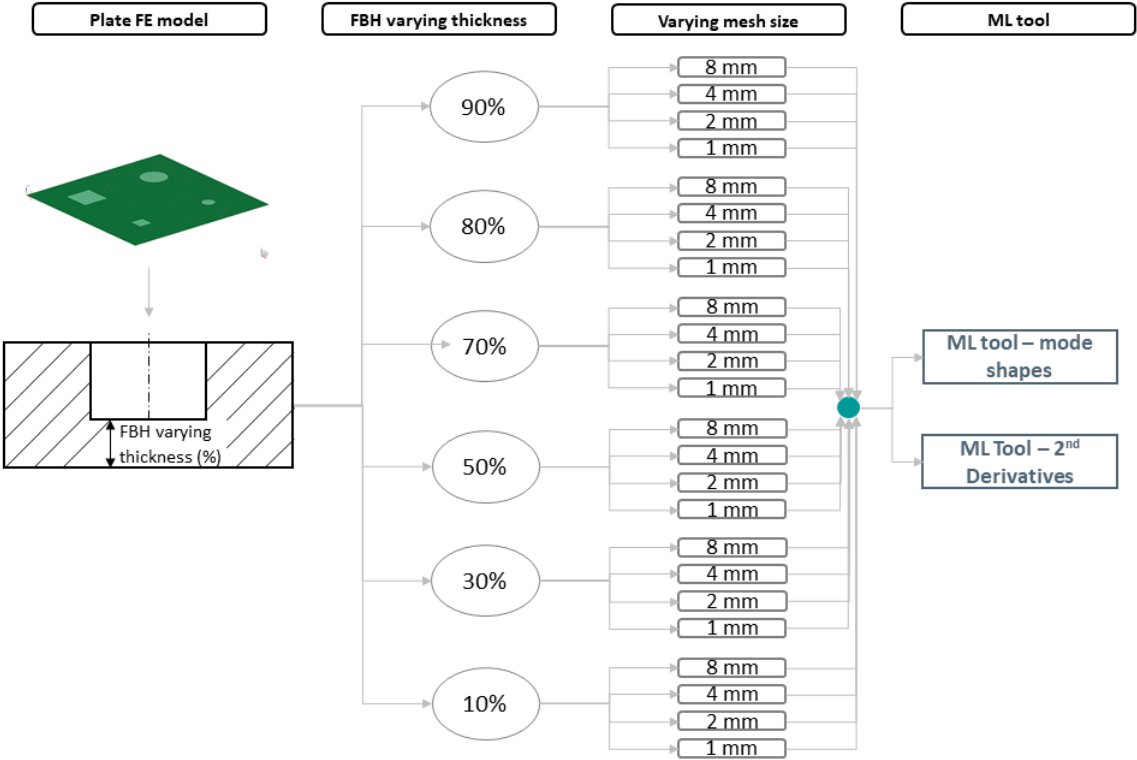 Plate FE model
FBH varying thickness
Varying mesh size
ML tool
90%
8 mm
4 mm
2 mm
1 mm
80%
8 mm
4 mm
2 mm
1 mm
70%
8 mm
4 mm
2 mm
1 mm
50%
8 mm
4 mm
2 mm
1 mm
30%
8 mm
4 mm
2 mm
1 mm
10%
8 mm
4 mm
2 mm
1 mm
FBH varying
thickness (%)
ML tool – mode
shapes
ML Tool – 2nd
Derivatives